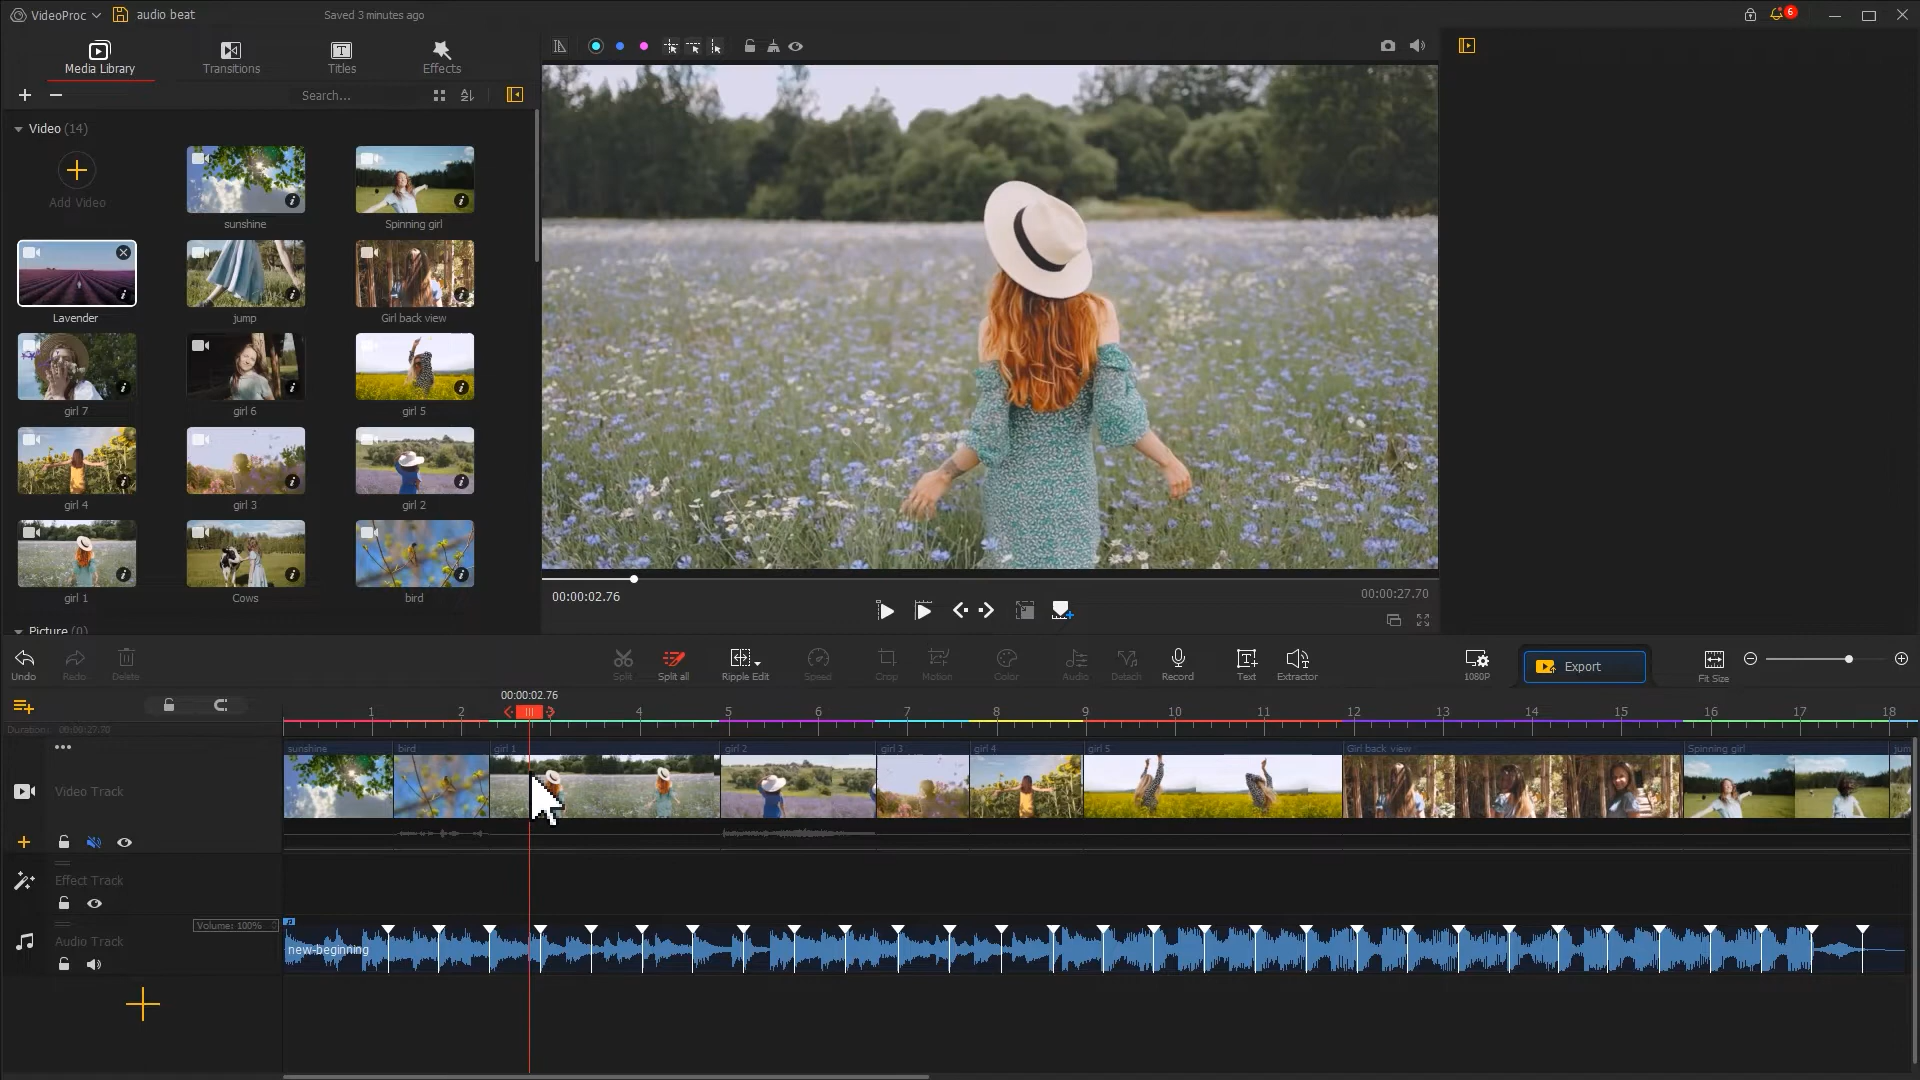 VideoProc
audio beat
Saved 3 minutes ago
6
Media Library
Transitions
Titles
Effects
Search...
Video (14)
Add Video
sunshine
Spinning girl
Lavender
jump
Girl back view
girl 7
girl 6
girl 5
girl 4
girl 3
girl 2
girl 1
Cows
bird
Picture (0)
00:00:02.76
00:00:27.70
Undo
Redo
Delete
Split
Split all
Ripple Edit
Speed
Crop
Motion
Color
Audio
Detach
Record
Text
Extractor
1080P
Export
Fit Size
00:00:02.76
1 2 4 5 6 7 8 9 10 11 12 13 14 15 16 17 18
Duration: 00:00:27.70
sunshine
bird
girl 1
girl 2
girl 3
girl 4
girl 5
Girl back view
Spinning girl
jum
Video Track
Effect Track
Volume: 100%
Audio Track
new-beginning